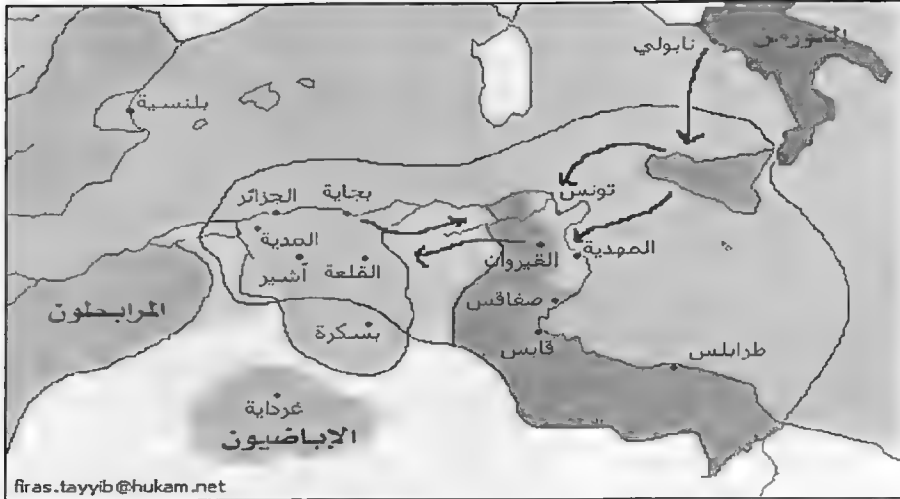 النورمان
نابولي
بلنسية
تونس
بجاية
الجزائر
المدية
المهدية
القيروان
القلعة
آشير
المرابطون
صفاقس
بسكرة
قابس
طرابلس
غرداية
الإباضيون
firas.tayyib@hukam.net